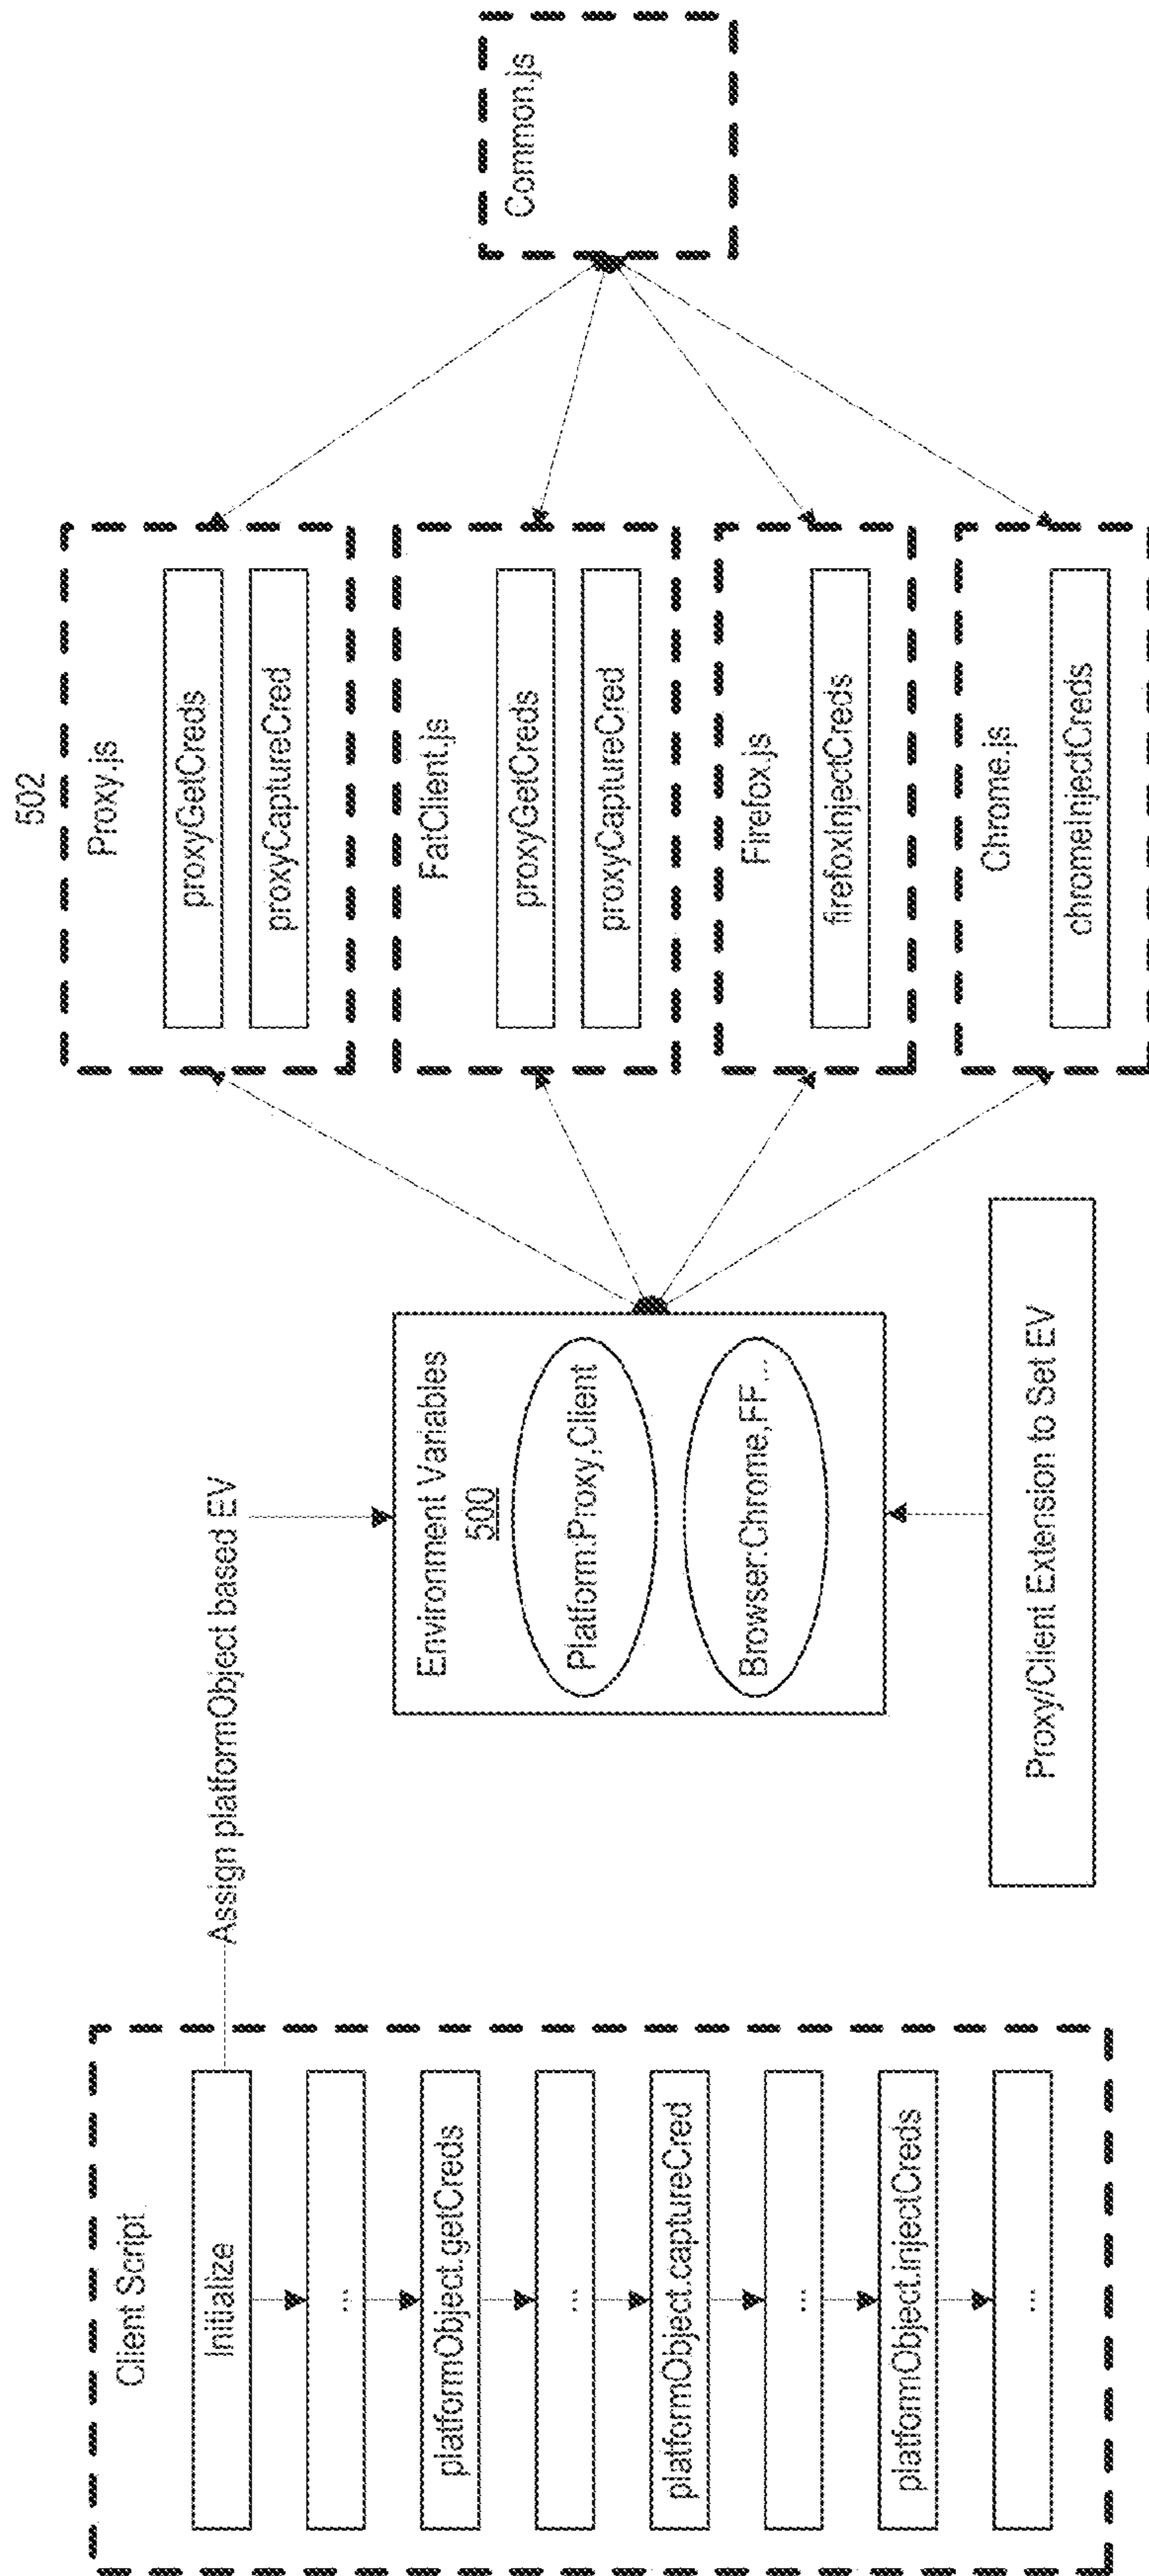 Client Script
Initialize
...
platformObject.getCreds
...
platformObject.captureCred
...
platformObject.injectCreds
...
Assign platformObject based EV
Environment Variables
500
Platform:Proxy,Client
Browser:Chrome,FF...
Proxy/Client Extension to Set EV
502
Proxy.js
proxyGetCreds
proxyCaptureCred
FatClient.js
proxyGetCreds
proxyCaptureCred
Firefox.js
firefoxInjectCreds
Chrome.js
chromeInjectCreds
Common.js